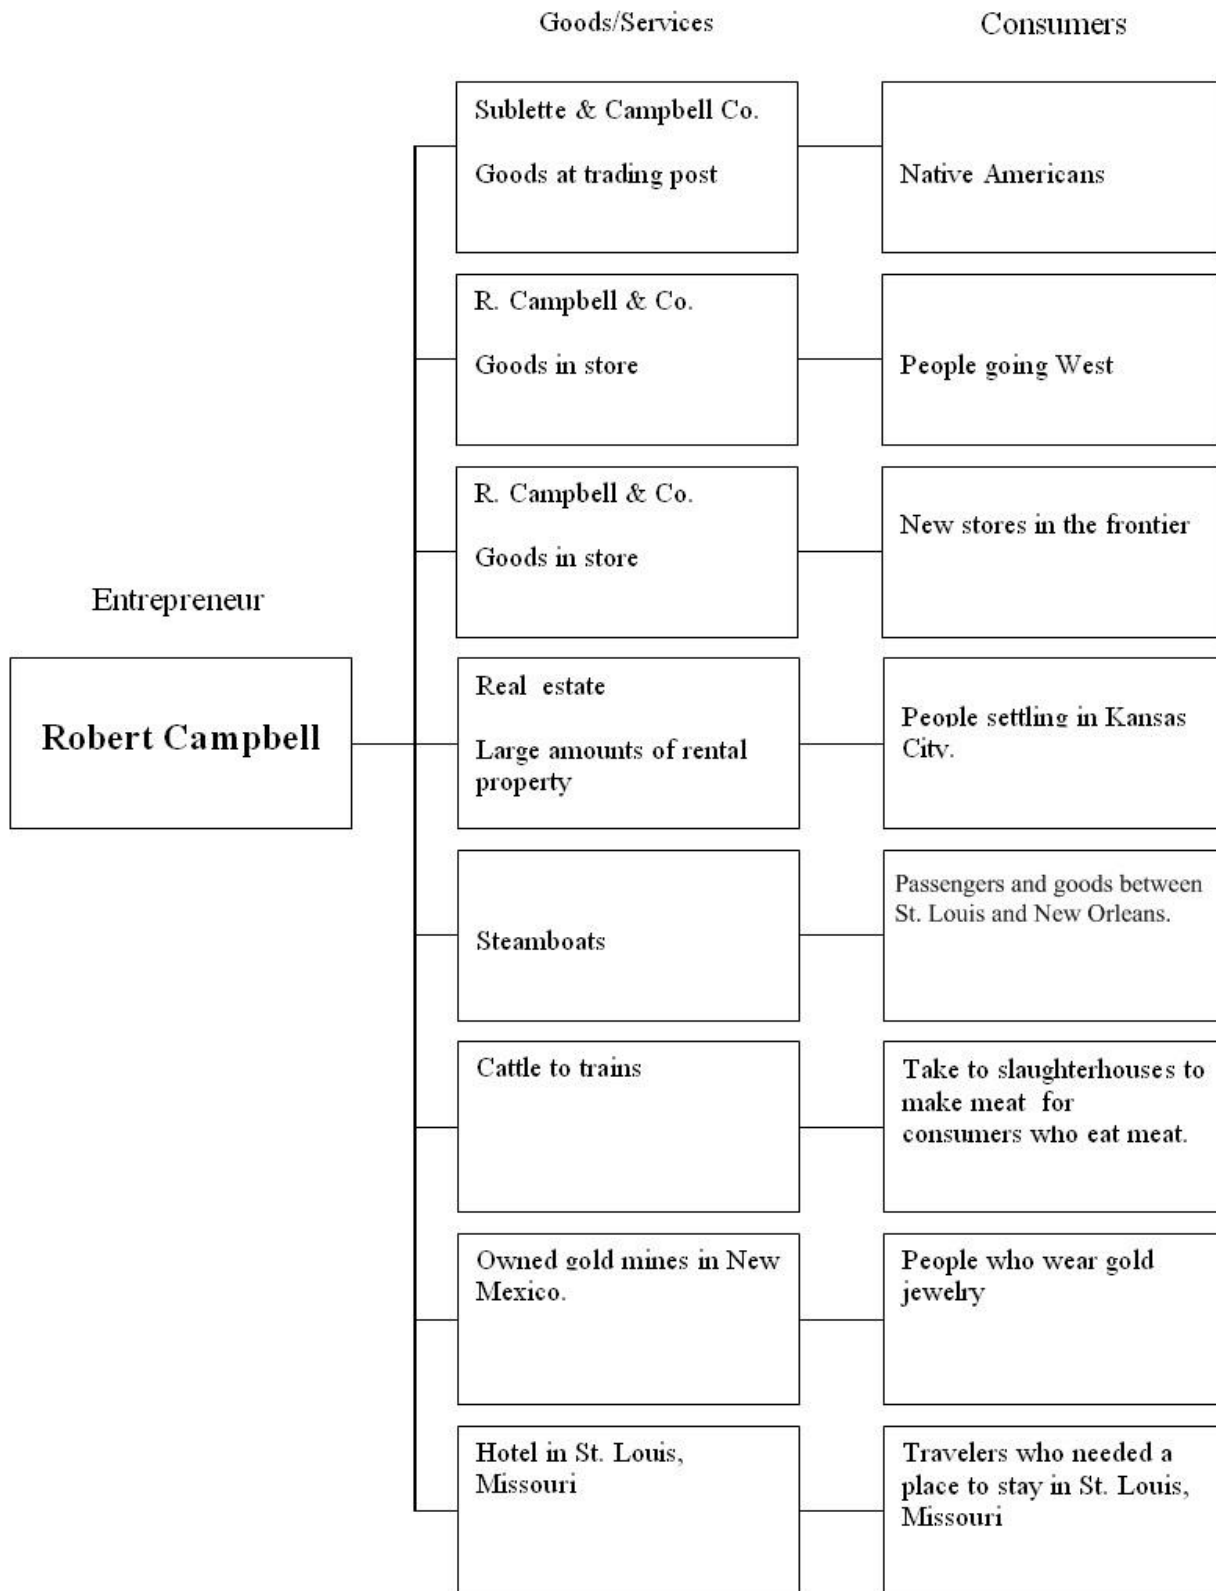 Goods/Services
Consumers
Sublette & Campbell Co.
Goods at trading post
Native Americans
R. Campbell & Co.
Goods in store
People going West
R. Campbell & Co.
Goods in store
New stores in the frontier
Entrepreneur
Robert Campbell
Real estate
Large amounts of rental
property
People settling in Kansas
City.
Steamboats
Passengers and goods between
St. Louis and New Orleans.
Cattle to trains
Take to slaughterhouses to
make meat for
consumers who eat meat.
Owned gold mines in New
Mexico.
People who wear gold
jewelry
Hotel in St. Louis,
Missouri
Travelers who needed a
place to stay in St. Louis,
Missouri